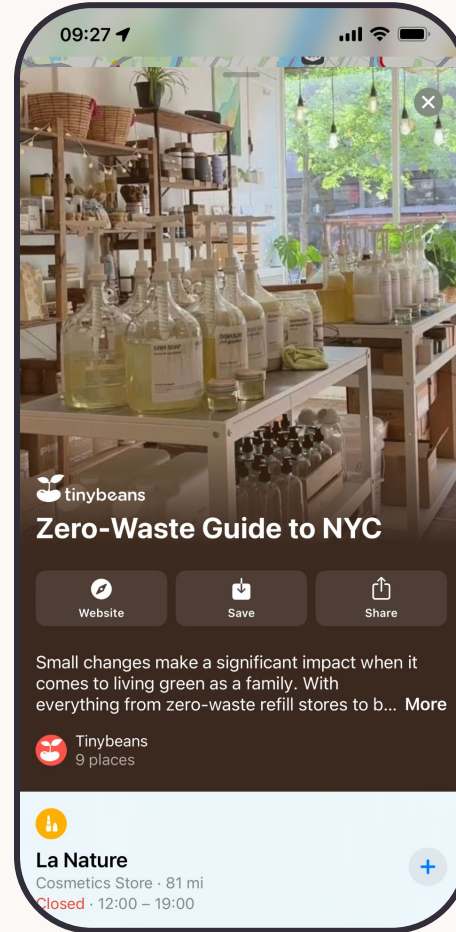 09:27
DISH SOAP
tinybeans
Zero-Waste Guide to NYC
Website
Save
Share
Small changes make a significant impact when it
comes to living green as a family. With
everything from zero-waste refill stores to b... More
Tinybeans
9 places
La Nature
Cosmetics Store · 81 mi
Closed · 12:00 – 19:00